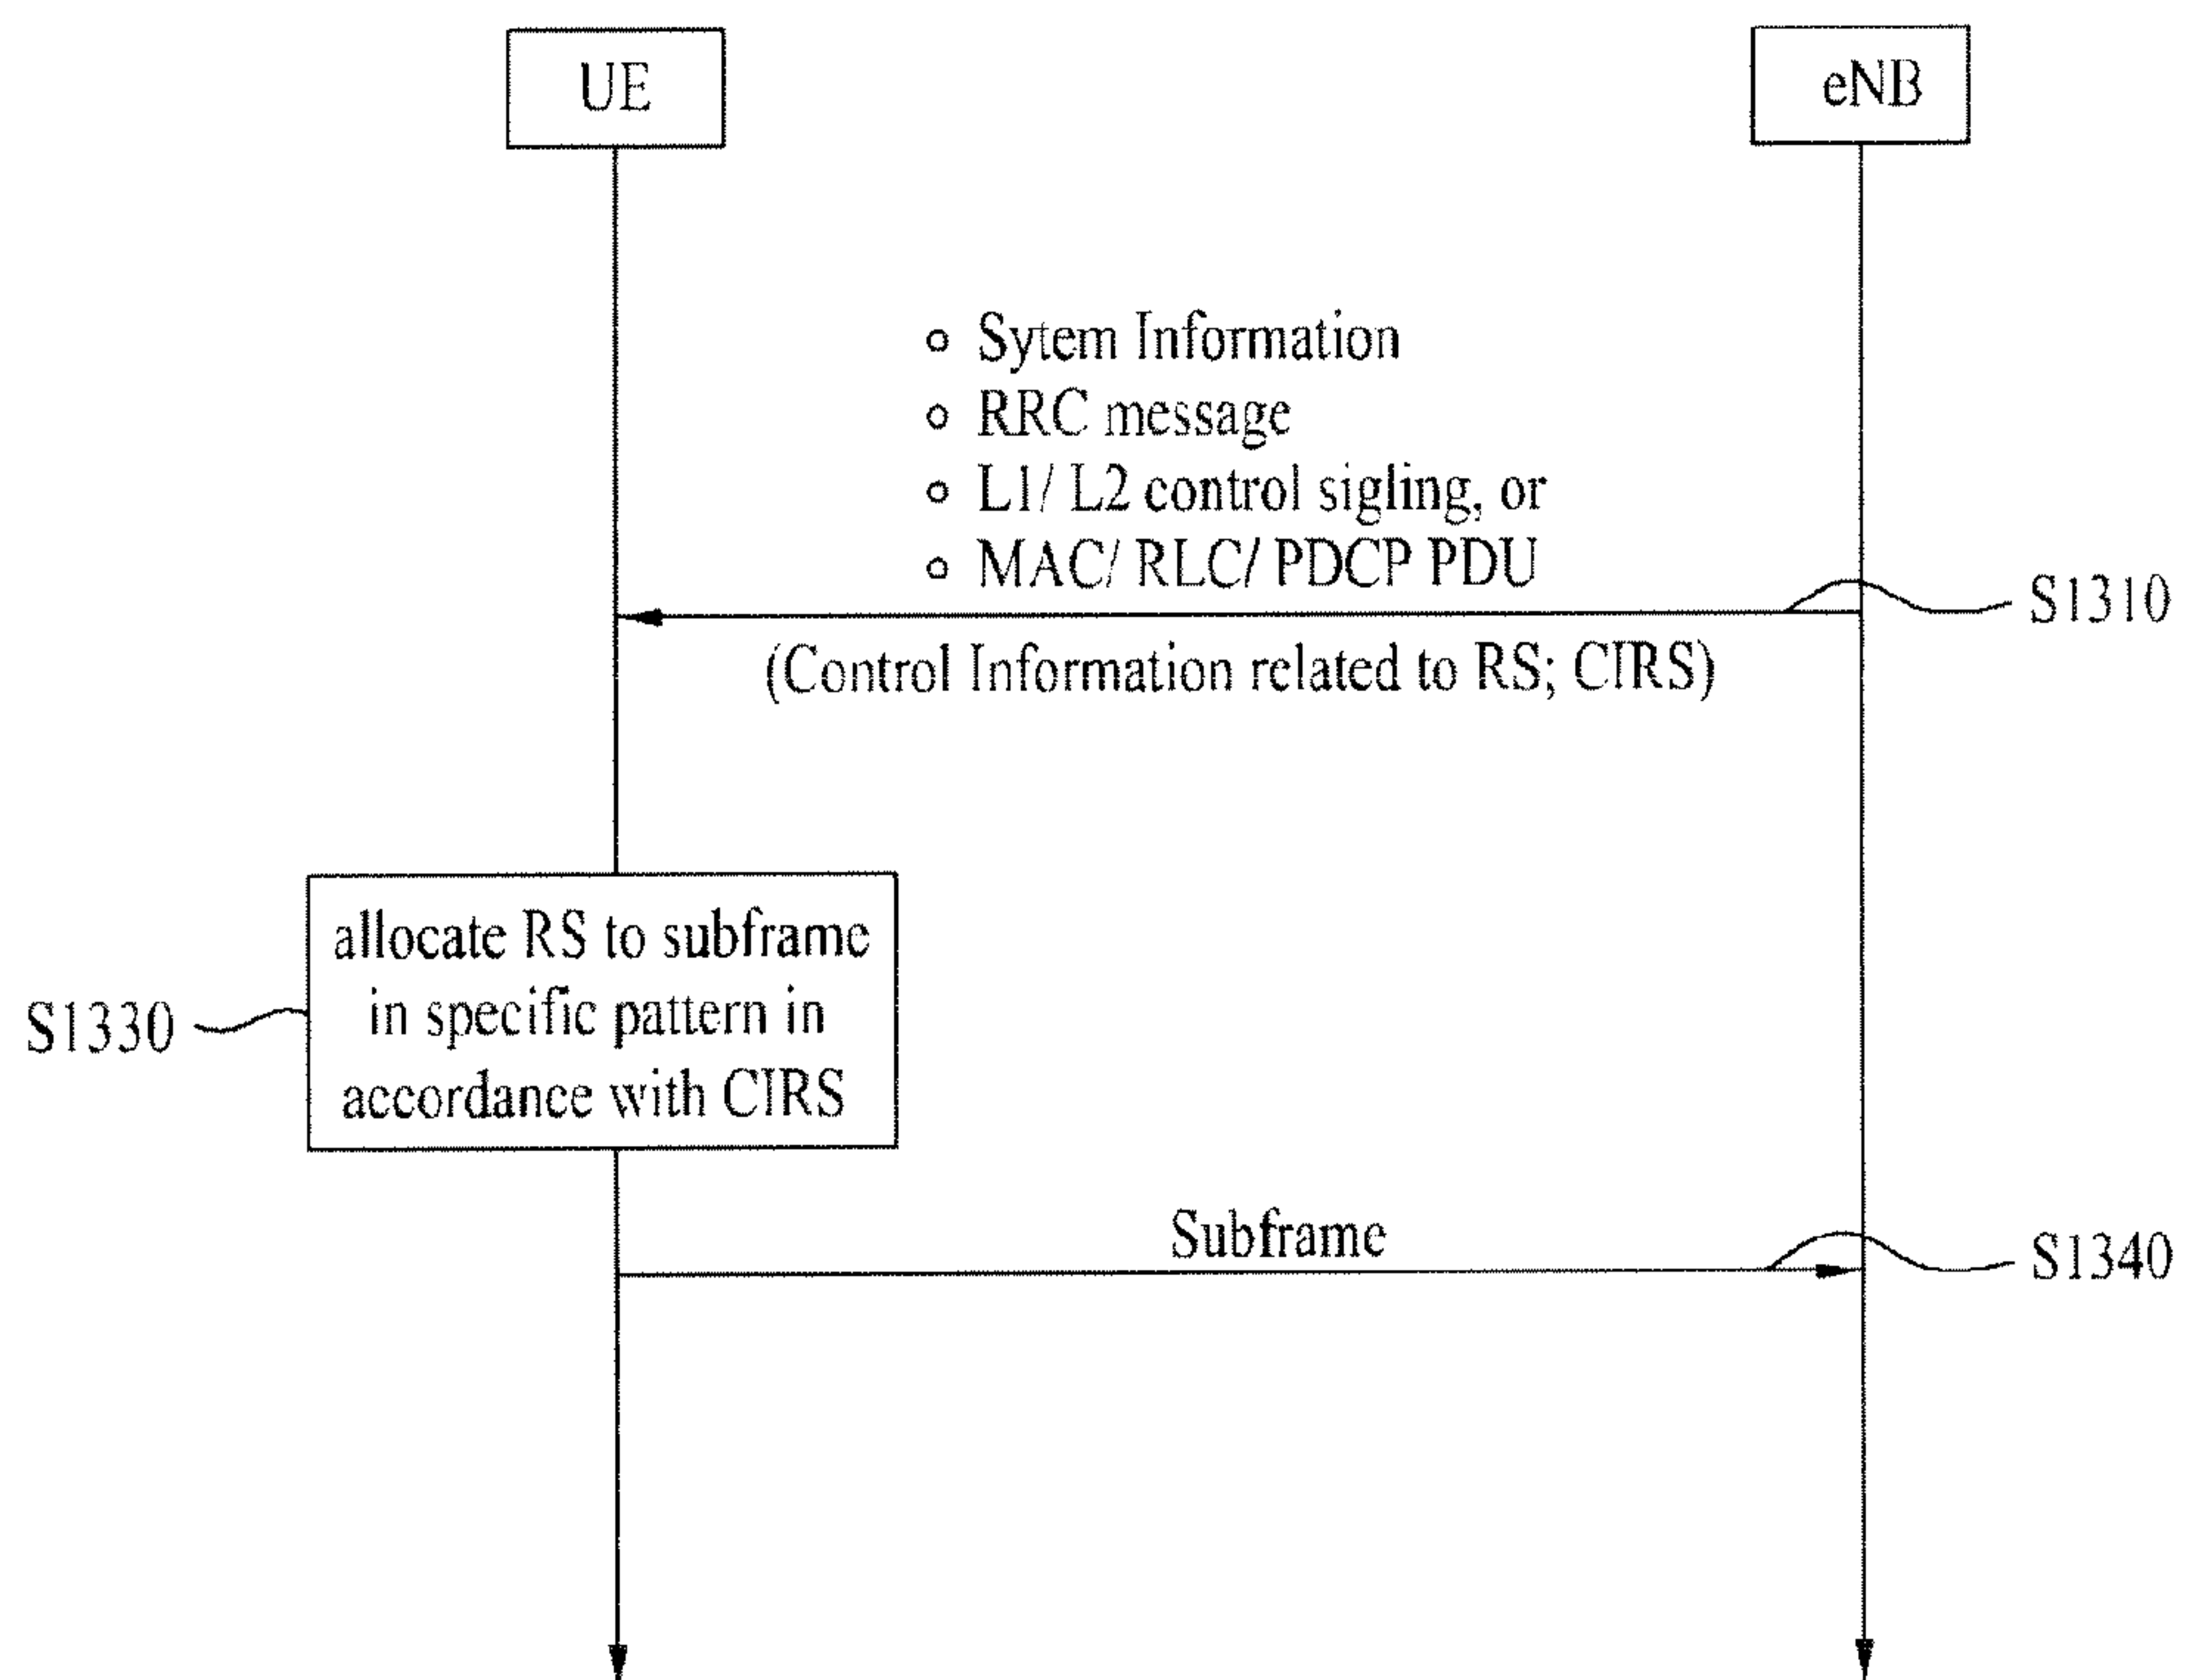 UE
eNB
○ Sytem Information
○ RRC message
○ L1/ L2 control sigling, or
○ MAC/ RLC/ PDCP PDU
S1310
(Control Information related to RS; CIRS)
allocate RS to subframe
in specific pattern in
accordance with CIRS
S1330
Subframe
S1340